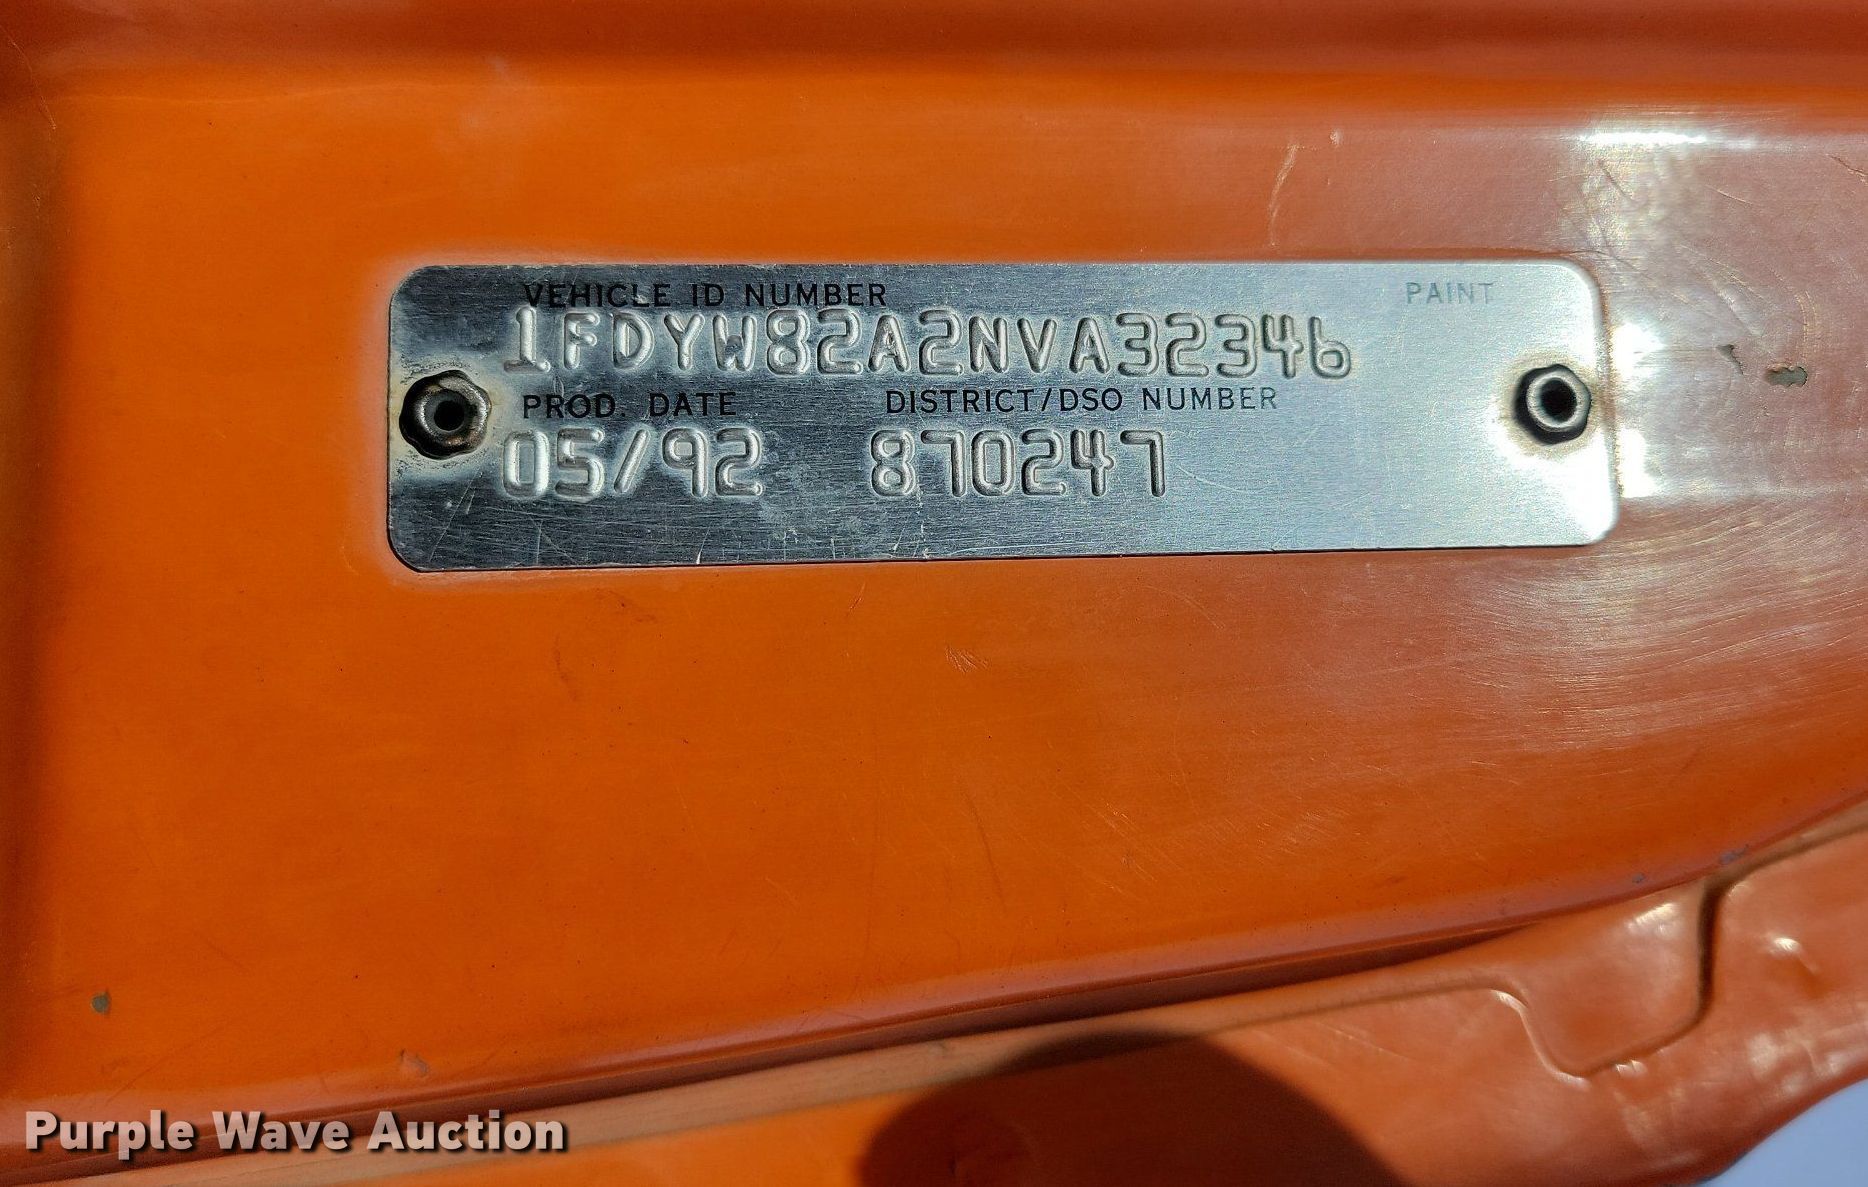 VEHICLE ID NUMBER PAINT
1FDYW82A2NVA32346
PROD. DATE DISTRICT/DSO NUMBER
05/92 870247
Purple Wave Auction